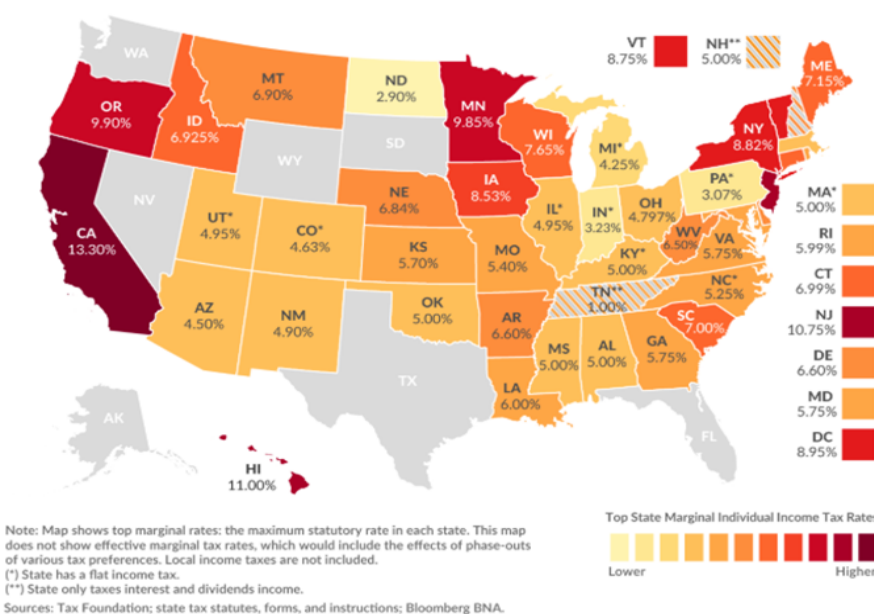 WA
VT
8.75%
NH**
5.00%
ME
7.15%
MT
6.90%
ND
2.90%
MN
9.85%
OR
9.90%
ID
6.925%
SD
WI
7.65%
NY
8.82%
WY
MI*
4.25%
IA
8.53%
PA*
3.07%
NV
NE
6.84%
MA*
5.00%
UT*
4.95%
IL*
4.95%
IN*
3.23%
OH
4.797%
CA
13.30%
CO*
4.63%
WV
6.50%
VA
5.75%
RI
5.99%
KS
5.70%
MO
5.40%
KY*
5.00%
NC*
5.25%
CT
6.99%
TN**
1.00%
OK
5.00%
AZ
4.50%
NM
4.90%
AR
6.60%
SC
7.00%
NJ
10.75%
MS
5.00%
AL
5.00%
GA
5.75%
DE
6.60%
TX
LA
6.00%
MD
5.75%
AK
FL
DC
8.95%
HI
11.00%
Top State Marginal Individual Income Tax Rates
Lower
Higher
Note: Map shows top marginal rates: the maximum statutory rate in each state. This map
does not show effective marginal tax rates, which would include the effects of phase-outs
of various tax preferences. Local income taxes are not included.
(*) State has a flat income tax.
(**) State only taxes interest and dividends income.
Sources: Tax Foundation; state tax statutes, forms, and instructions; Bloomberg BNA.